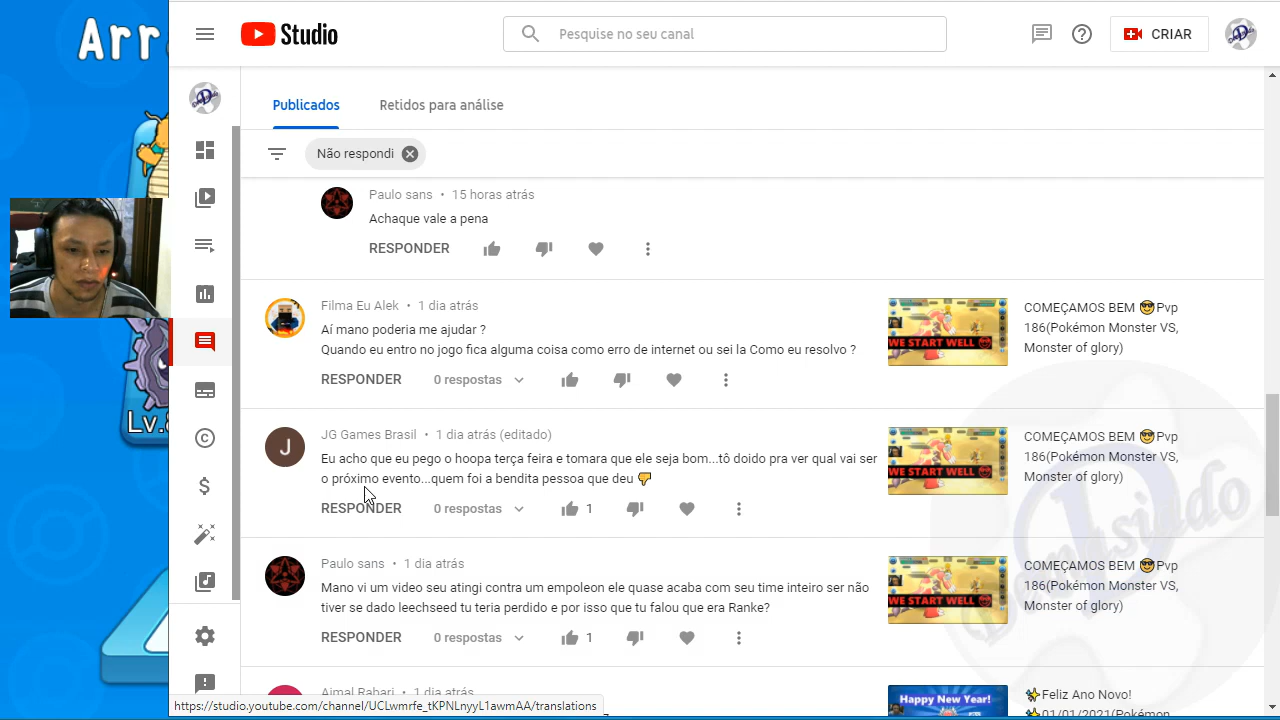 Arr
Studio
Pesquise no seu canal
CRIAR
Publicados
Retidos para análise
Não respondi
Paulo sans • 15 horas atrás
Achaque vale a pena
RESPONDER
Filma Eu Alek • 1 dia atrás
Aí mano poderia me ajudar ?
Quando eu entro no jogo fica alguma coisa como erro de internet ou sei la Como eu resolvo ?
RESPONDER 0 respostas
WE START WELL
COMEÇAMOS BEM 😎Pvp
186(Pokémon Monster VS,
Monster of glory)
JG Games Brasil • 1 dia atrás (editado)
Eu acho que eu pego o hoopa terça feira e tomara que ele seja bom...tô doido pra ver qual vai ser
o próximo evento...quem foi a bendita pessoa que deu 👎
RESPONDER 0 respostas 1
WE START WELL
COMEÇAMOS BEM 😎Pvp
186(Pokémon Monster VS,
Monster of glory)
Lv.8
Paulo sans • 1 dia atrás
Mano vi um video seu atingi contra um empoleon ele quase acaba com seu time inteiro ser não
tiver se dado leechseed tu teria perdido e por isso que tu falou que era Ranke?
RESPONDER 0 respostas 1
WE START WELL
COMEÇAMOS BEM 😎Pvp
186(Pokémon Monster VS,
Monster of glory)
Aimal Rahari • 1 dia atrás
Happy New Year!
✨Feliz Ano Novo!
✨01/01/2021(Pokémon